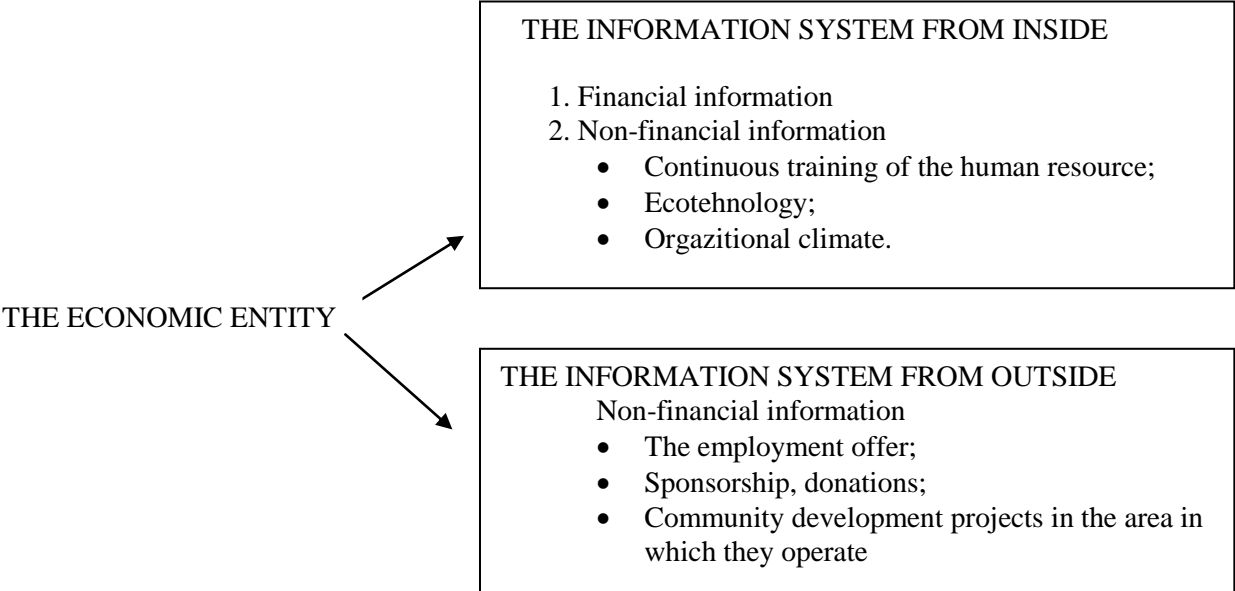 THE INFORMATION SYSTEM FROM INSIDE
1. Financial information
2. Non-financial information
• Continuous training of the human resource;
• Ecotehnology;
• Orgazitional climate.
THE ECONOMIC ENTITY
THE INFORMATION SYSTEM FROM OUTSIDE
Non-financial information
• The employment offer;
• Sponsorship, donations;
• Community development projects in the area in
which they operate